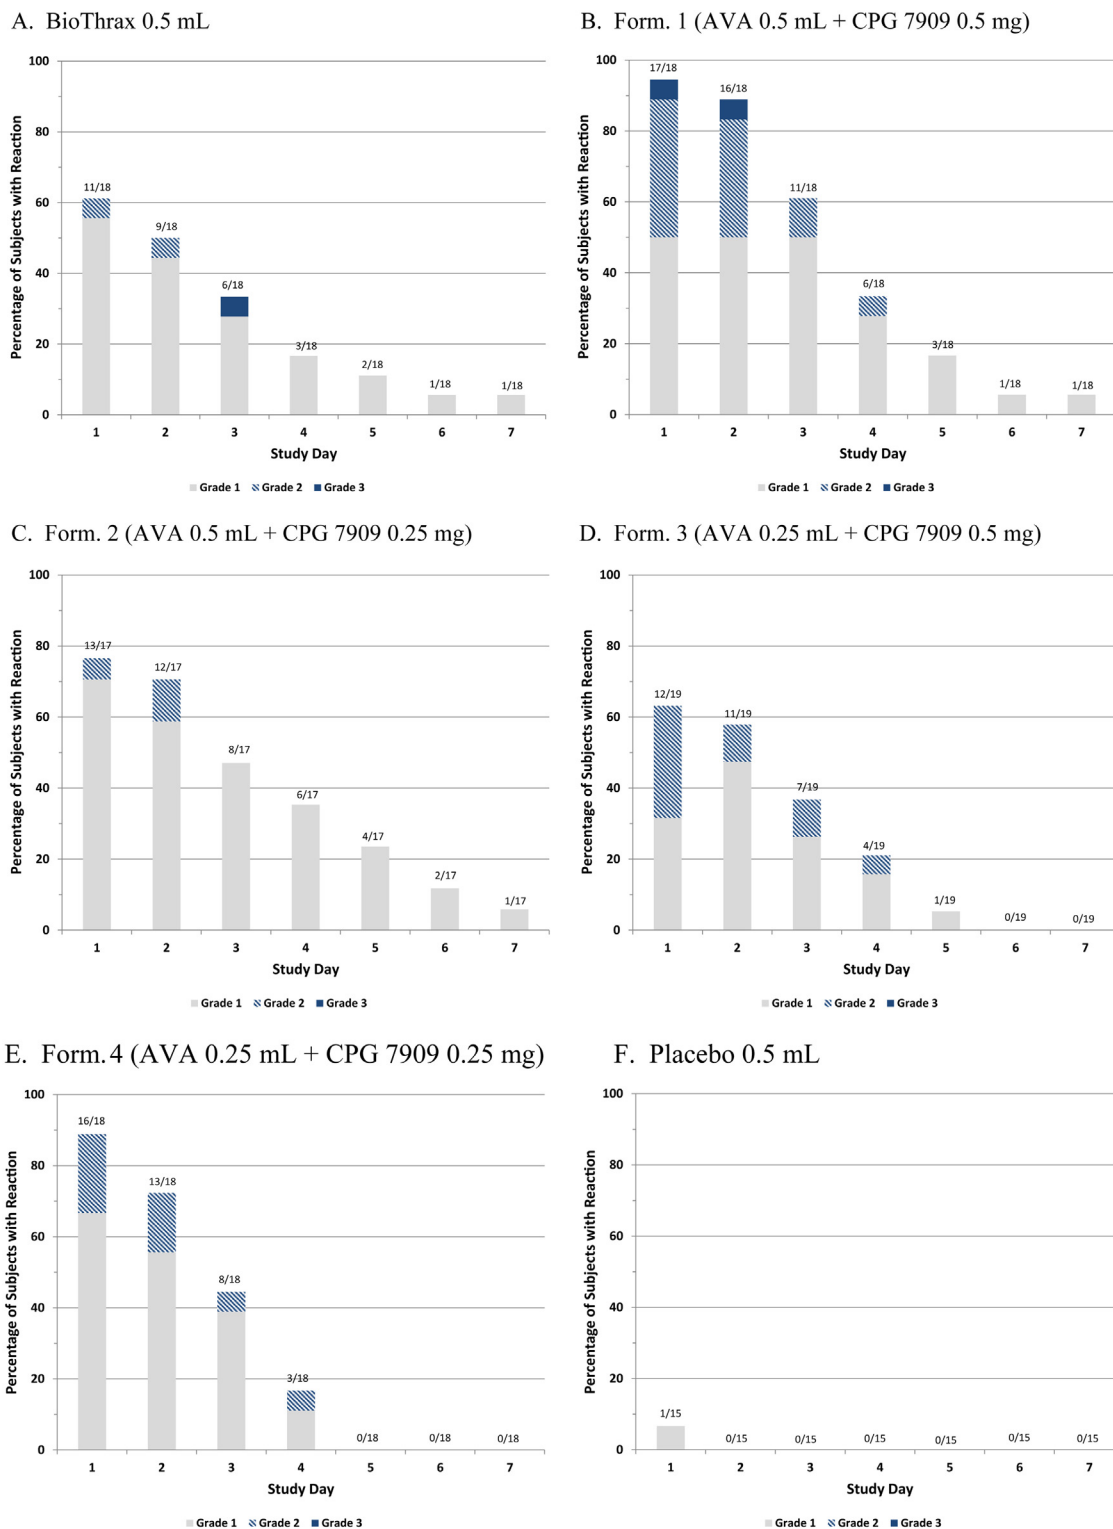 A. BioThrax 0.5 mL
Percentage of Subjects with Reaction
100
80
60
40
20
0
11/18
9/18
6/18
3/18
2/18
1/18
1/18
1 2 3 4 5 6 7
Study Day
Grade 1 Grade 2 Grade 3
B. Form. 1 (AVA 0.5 mL + CPG 7909 0.5 mg)
Percentage of Subjects with Reaction
100
80
60
40
20
0
17/18
16/18
11/18
6/18
3/18
1/18
1/18
1 2 3 4 5 6 7
Study Day
Grade 1 Grade 2 Grade 3
C. Form. 2 (AVA 0.5 mL + CPG 7909 0.25 mg)
Percentage of Subjects with Reaction
100
80
60
40
20
0
13/17
12/17
8/17
6/17
4/17
2/17
1/17
1 2 3 4 5 6 7
Study Day
Grade 1 Grade 2 Grade 3
D. Form. 3 (AVA 0.25 mL + CPG 7909 0.5 mg)
Percentage of Subjects with Reaction
100
80
60
40
20
0
12/19
11/19
7/19
4/19
1/19
0/19
0/19
1 2 3 4 5 6 7
Study Day
Grade 1 Grade 2 Grade 3
E. Form. 4 (AVA 0.25 mL + CPG 7909 0.25 mg)
Percentage of Subjects with Reaction
100
80
60
40
20
0
16/18
13/18
8/18
3/18
0/18
0/18
0/18
1 2 3 4 5 6 7
Study Day
Grade 1 Grade 2 Grade 3
F. Placebo 0.5 mL
Percentage of Subjects with Reaction
100
80
60
40
20
0
1/15
0/15
0/15
0/15
0/15
0/15
0/15
1 2 3 4 5 6 7
Study Day
Grade 1 Grade 2 Grade 3